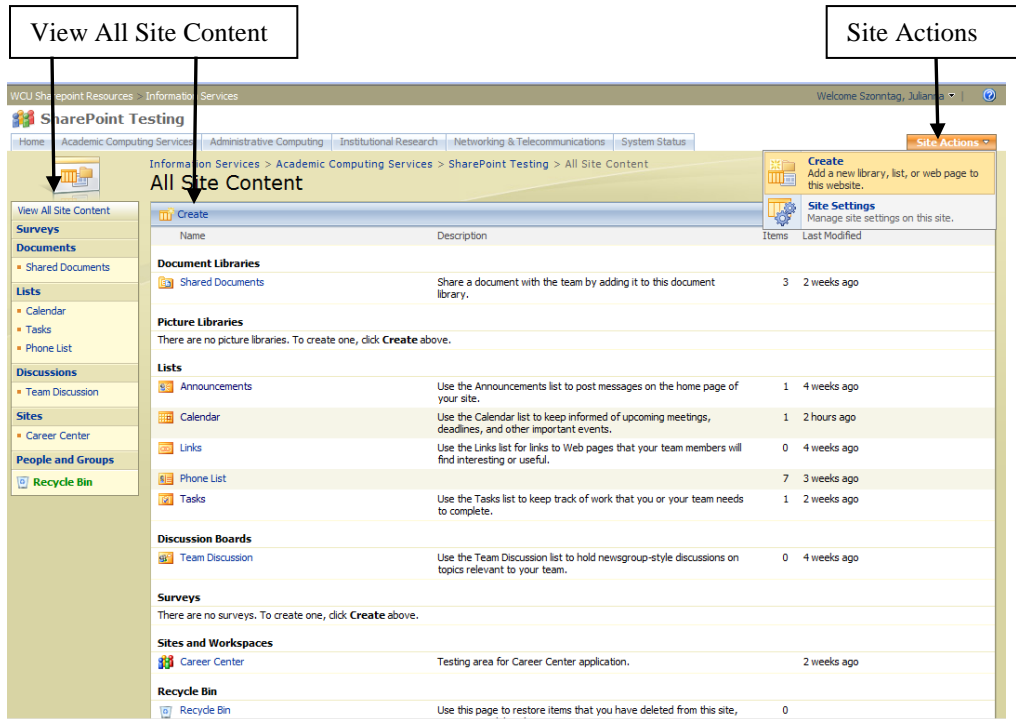 View All Site Content
Site Actions
WCU Sharepoint Resources > Information Services
Welcome Szonntag, Julianna
SharePoint Testing
Home Academic Computing Services Administrative Computing Institutional Research Networking & Telecommunications System Status
Site Actions
Information Services > Academic Computing Services > SharePoint Testing > All Site Content
All Site Content
Create
Add a new library, list, or web page to
this website.
Site Settings
Manage site settings on this site.
View All Site Content
Surveys
Documents
Shared Documents
Lists
Calendar
Tasks
Phone List
Discussions
Team Discussion
Sites
Career Center
People and Groups
Recycle Bin
Create
Name Description Items Last Modified
Document Libraries
Shared Documents Share a document with the team by adding it to this document 3 2 weeks ago
library.
Picture Libraries
There are no picture libraries. To create one, click Create above.
Lists
Announcements Use the Announcements list to post messages on the home page of 1 4 weeks ago
your site.
Calendar Use the Calendar list to keep informed of upcoming meetings, 1 2 hours ago
deadlines, and other important events.
Links Use the Links list for links to Web pages that your team members will 0 4 weeks ago
find interesting or useful.
Phone List 7 3 weeks ago
Tasks Use the Tasks list to keep track of work that you or your team needs 1 2 weeks ago
to complete.
Discussion Boards
Team Discussion Use the Team Discussion list to hold newsgroup-style discussions on 0 4 weeks ago
topics relevant to your team.
Surveys
There are no surveys. To create one, click Create above.
Sites and Workspaces
Career Center Testing area for Career Center application. 2 weeks ago
Recycle Bin
Recycle Bin Use this page to restore items that you have deleted from this site, 0